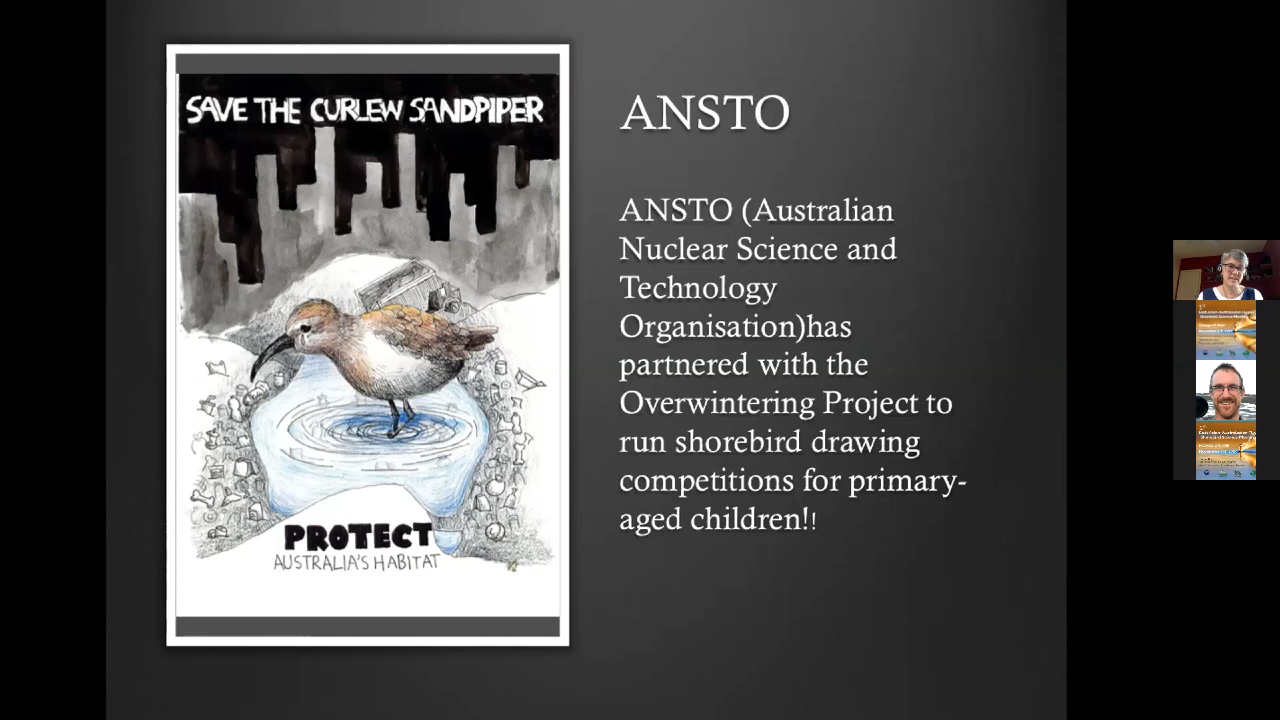 SAVE THE CURLEW SANDPIPER
PROTECT
AUSTRALIA'S HABITAT
ANSTO
ANSTO (Australian
Nuclear Science and
Technology
Organisation)has
partnered with the
Overwintering Project to
run shorebird drawing
competitions for primary-
aged children!!